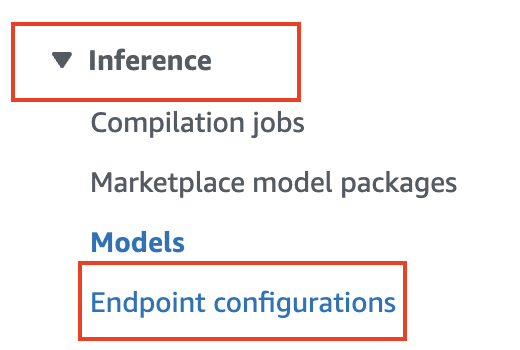 Inference
Compilation jobs
Marketplace model packages
Models
Endpoint configurations